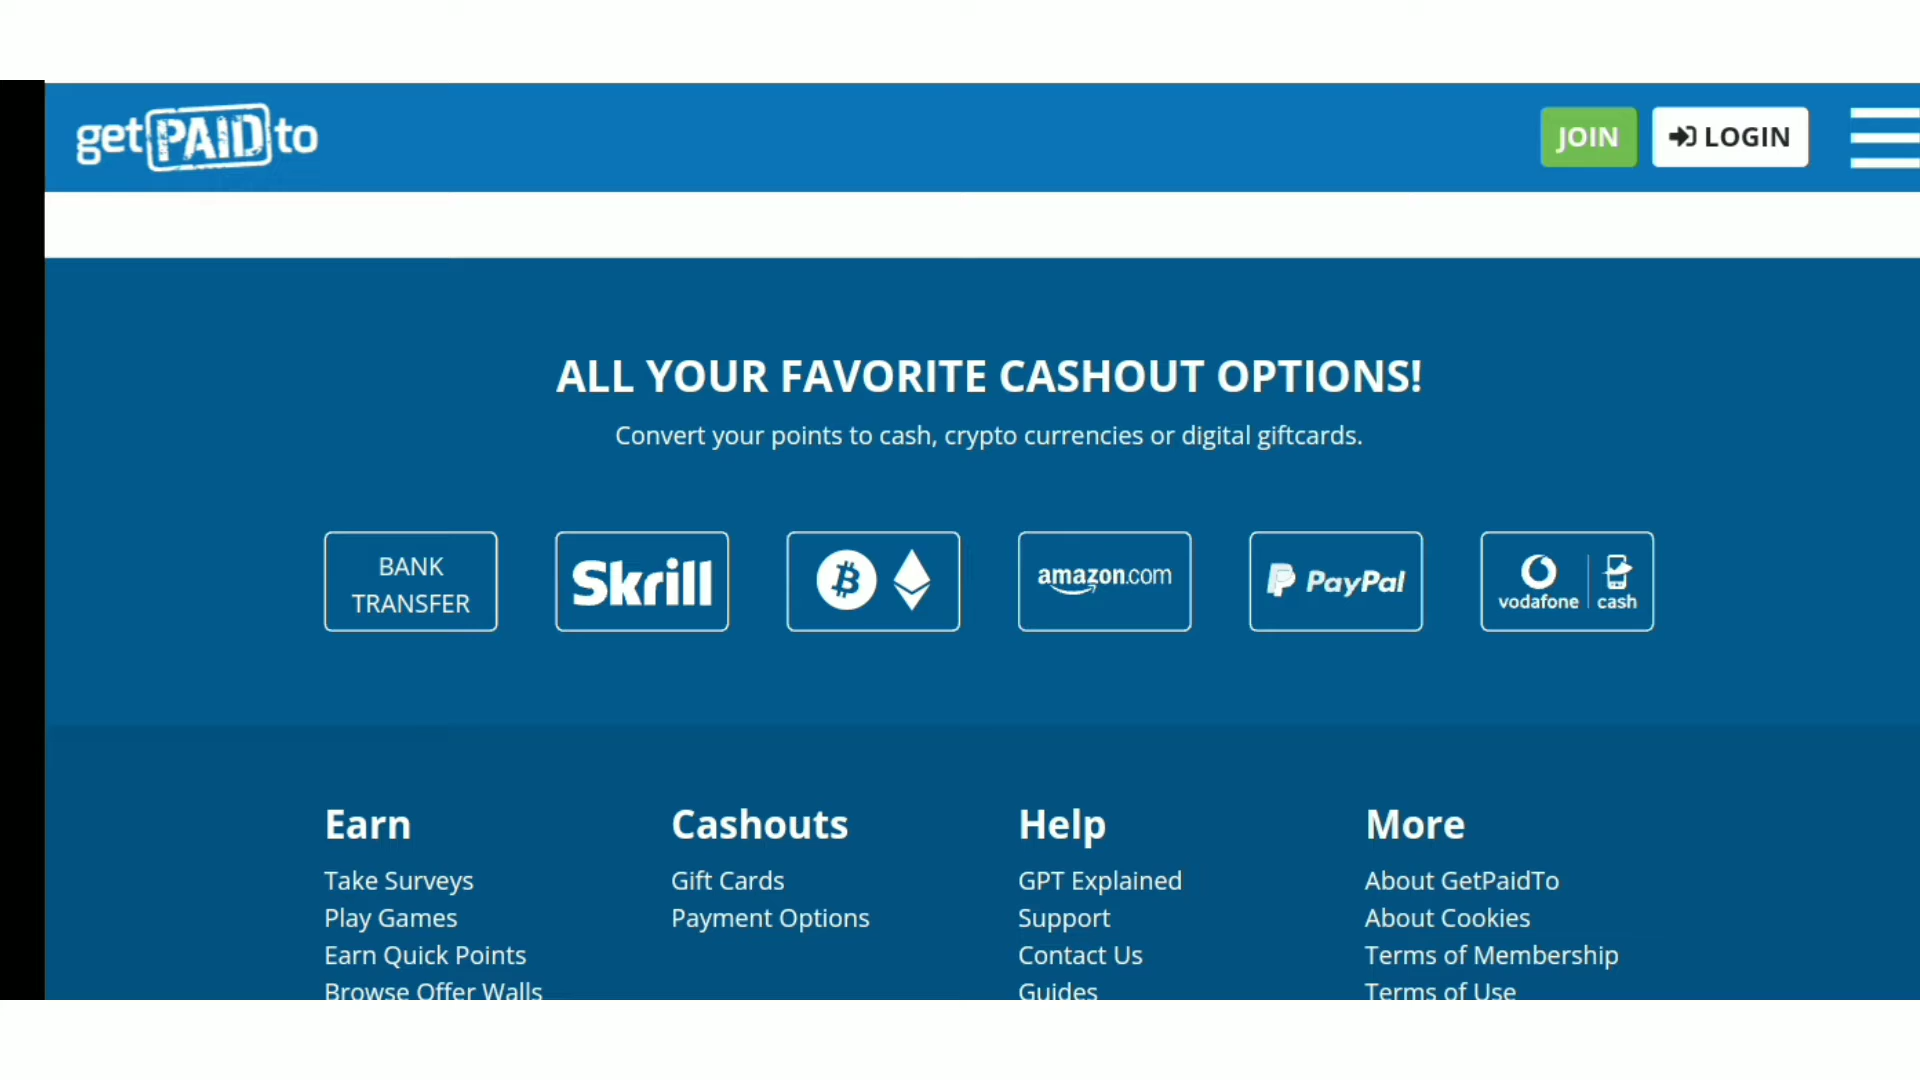 getPAIDto
JOIN
LOGIN
ALL YOUR FAVORITE CASHOUT OPTIONS!
Convert your points to cash, crypto currencies or digital giftcards.
BANK
TRANSFER
Skrill
amazon.com
PayPal
vodafone
cash
Earn
Take Surveys
Play Games
Earn Quick Points
Browse Offer Walls
Cashouts
Gift Cards
Payment Options
Help
GPT Explained
Support
Contact Us
Guides
More
About GetPaidTo
About Cookies
Terms of Membership
Terms of Use